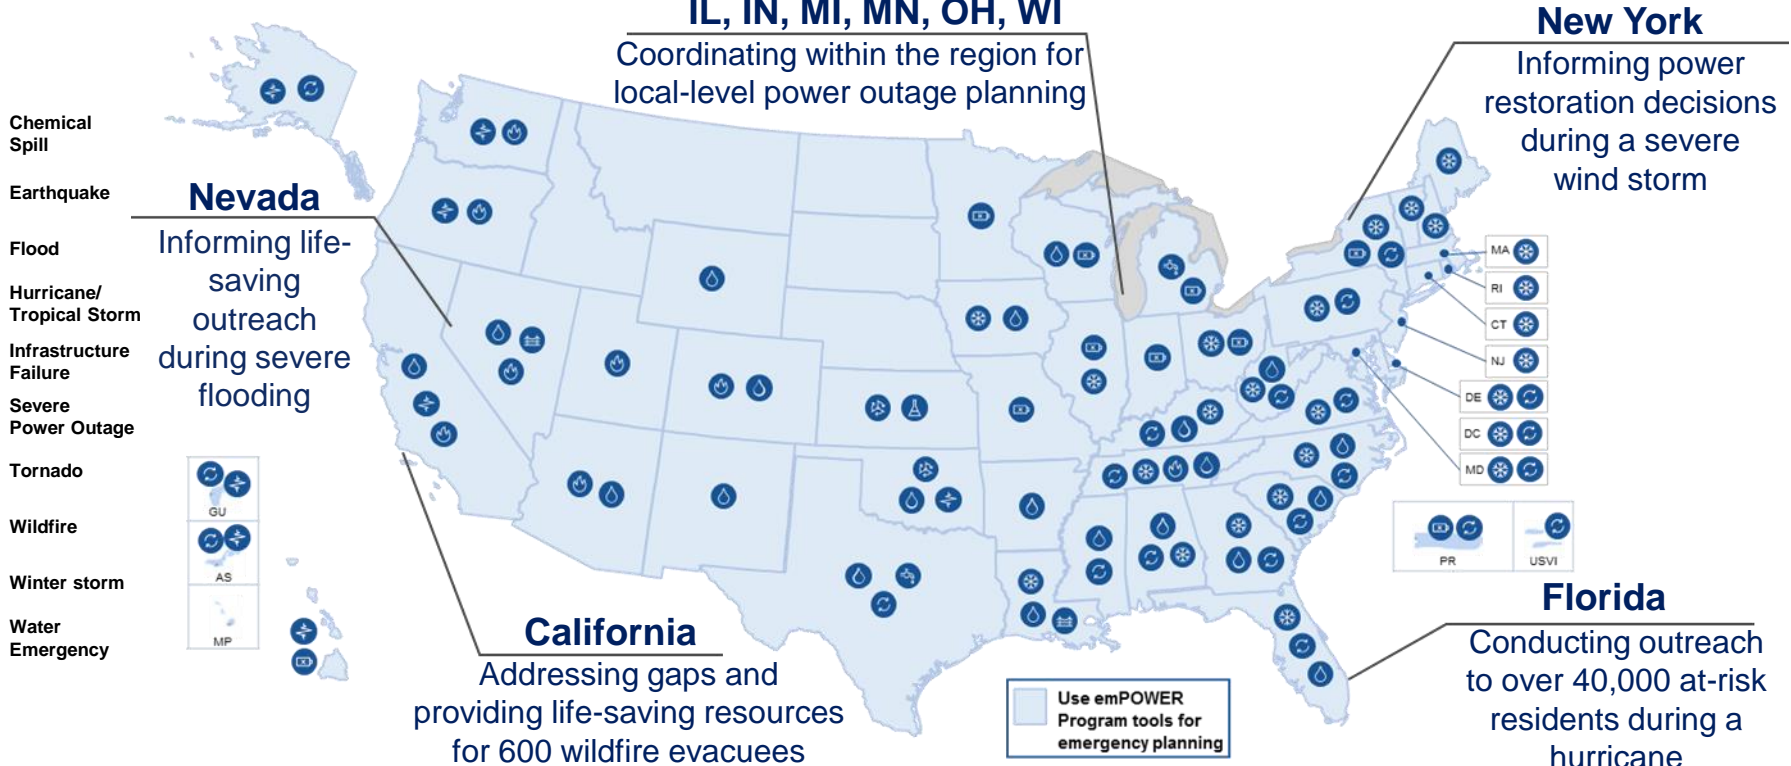 IL, IN, MI, MN, OH, WI
Coordinating within the region for
local-level power outage planning
New York
Informing power
restoration decisions
during a severe
wind storm
Chemical
Spill
Earthquake
Flood
Hurricane/
Tropical Storm
Infrastructure
Failure
Severe
Power Outage
Tornado
Wildfire
Winter storm
Water
Emergency
Nevada
Informing life-
saving
outreach
during severe
flooding
MA
RI
CT
NJ
DE
DC
MD
GU
AS
MP
PR
USVI
California
Addressing gaps and
providing life-saving resources
for 600 wildfire evacuees
Use emPOWER
Program tools for
emergency planning
Florida
Conducting outreach
to over 40,000 at-risk
residents during a
hurricane